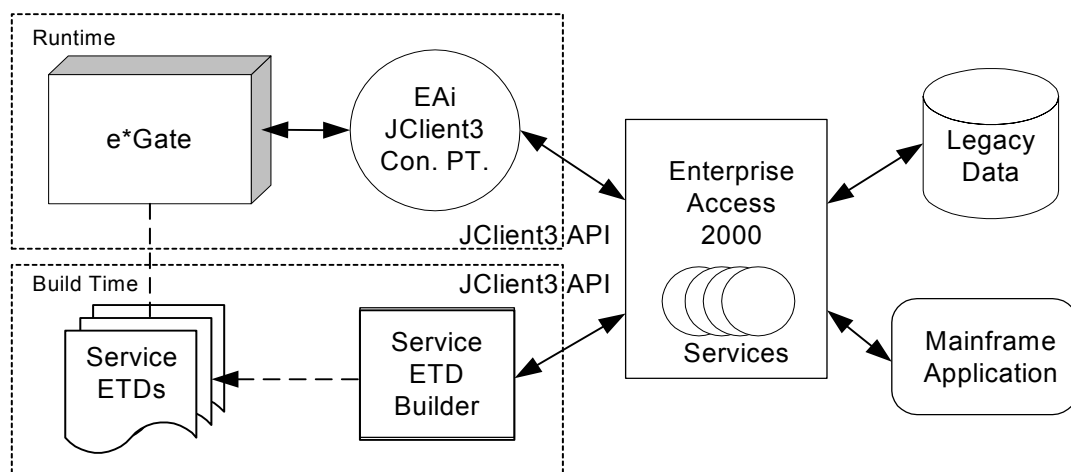 Runtime
e*Gate
EAi
JClient3
Con. PT.
JClient3 API
Build Time
JClient3 API
Service
ETDs
Service
ETD
Builder
Enterprise
Access
2000
Services
Legacy
Data
Mainframe
Application